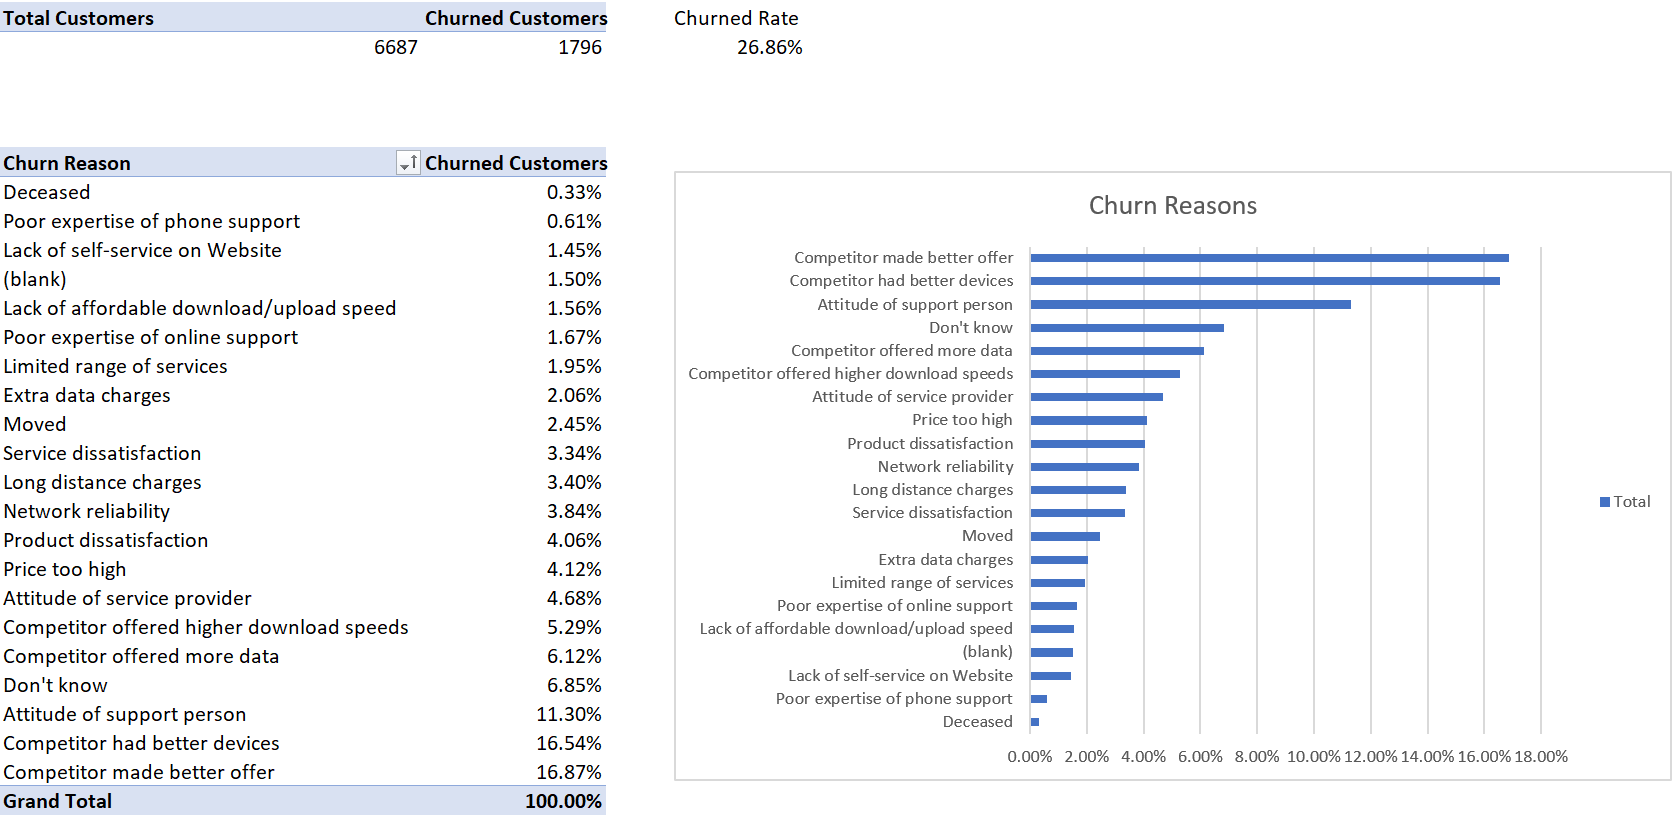 Total Customers Churned Customers Churned Rate
6687 1796 26.86%
Churn Reason Churned Customers
Deceased 0.33%
Poor expertise of phone support 0.61%
Lack of self-service on Website 1.45%
(blank) 1.50%
Lack of affordable download/upload speed 1.56%
Poor expertise of online support 1.67%
Limited range of services 1.95%
Extra data charges 2.06%
Moved 2.45%
Service dissatisfaction 3.34%
Long distance charges 3.40%
Network reliability 3.84%
Product dissatisfaction 4.06%
Price too high 4.12%
Attitude of service provider 4.68%
Competitor offered higher download speeds 5.29%
Competitor offered more data 6.12%
Don't know 6.85%
Attitude of support person 11.30%
Competitor had better devices 16.54%
Competitor made better offer 16.87%
Grand Total 100.00%
Churn Reasons
Competitor made better offer
Competitor had better devices
Attitude of support person
Don't know
Competitor offered more data
Competitor offered higher download speeds
Attitude of service provider
Price too high
Product dissatisfaction
Network reliability
Long distance charges
Service dissatisfaction
Moved
Extra data charges
Limited range of services
Poor expertise of online support
Lack of affordable download/upload speed
(blank)
Lack of self-service on Website
Poor expertise of phone support
Deceased
0.00% 2.00% 4.00% 6.00% 8.00% 10.00% 12.00% 14.00% 16.00% 18.00%
Total